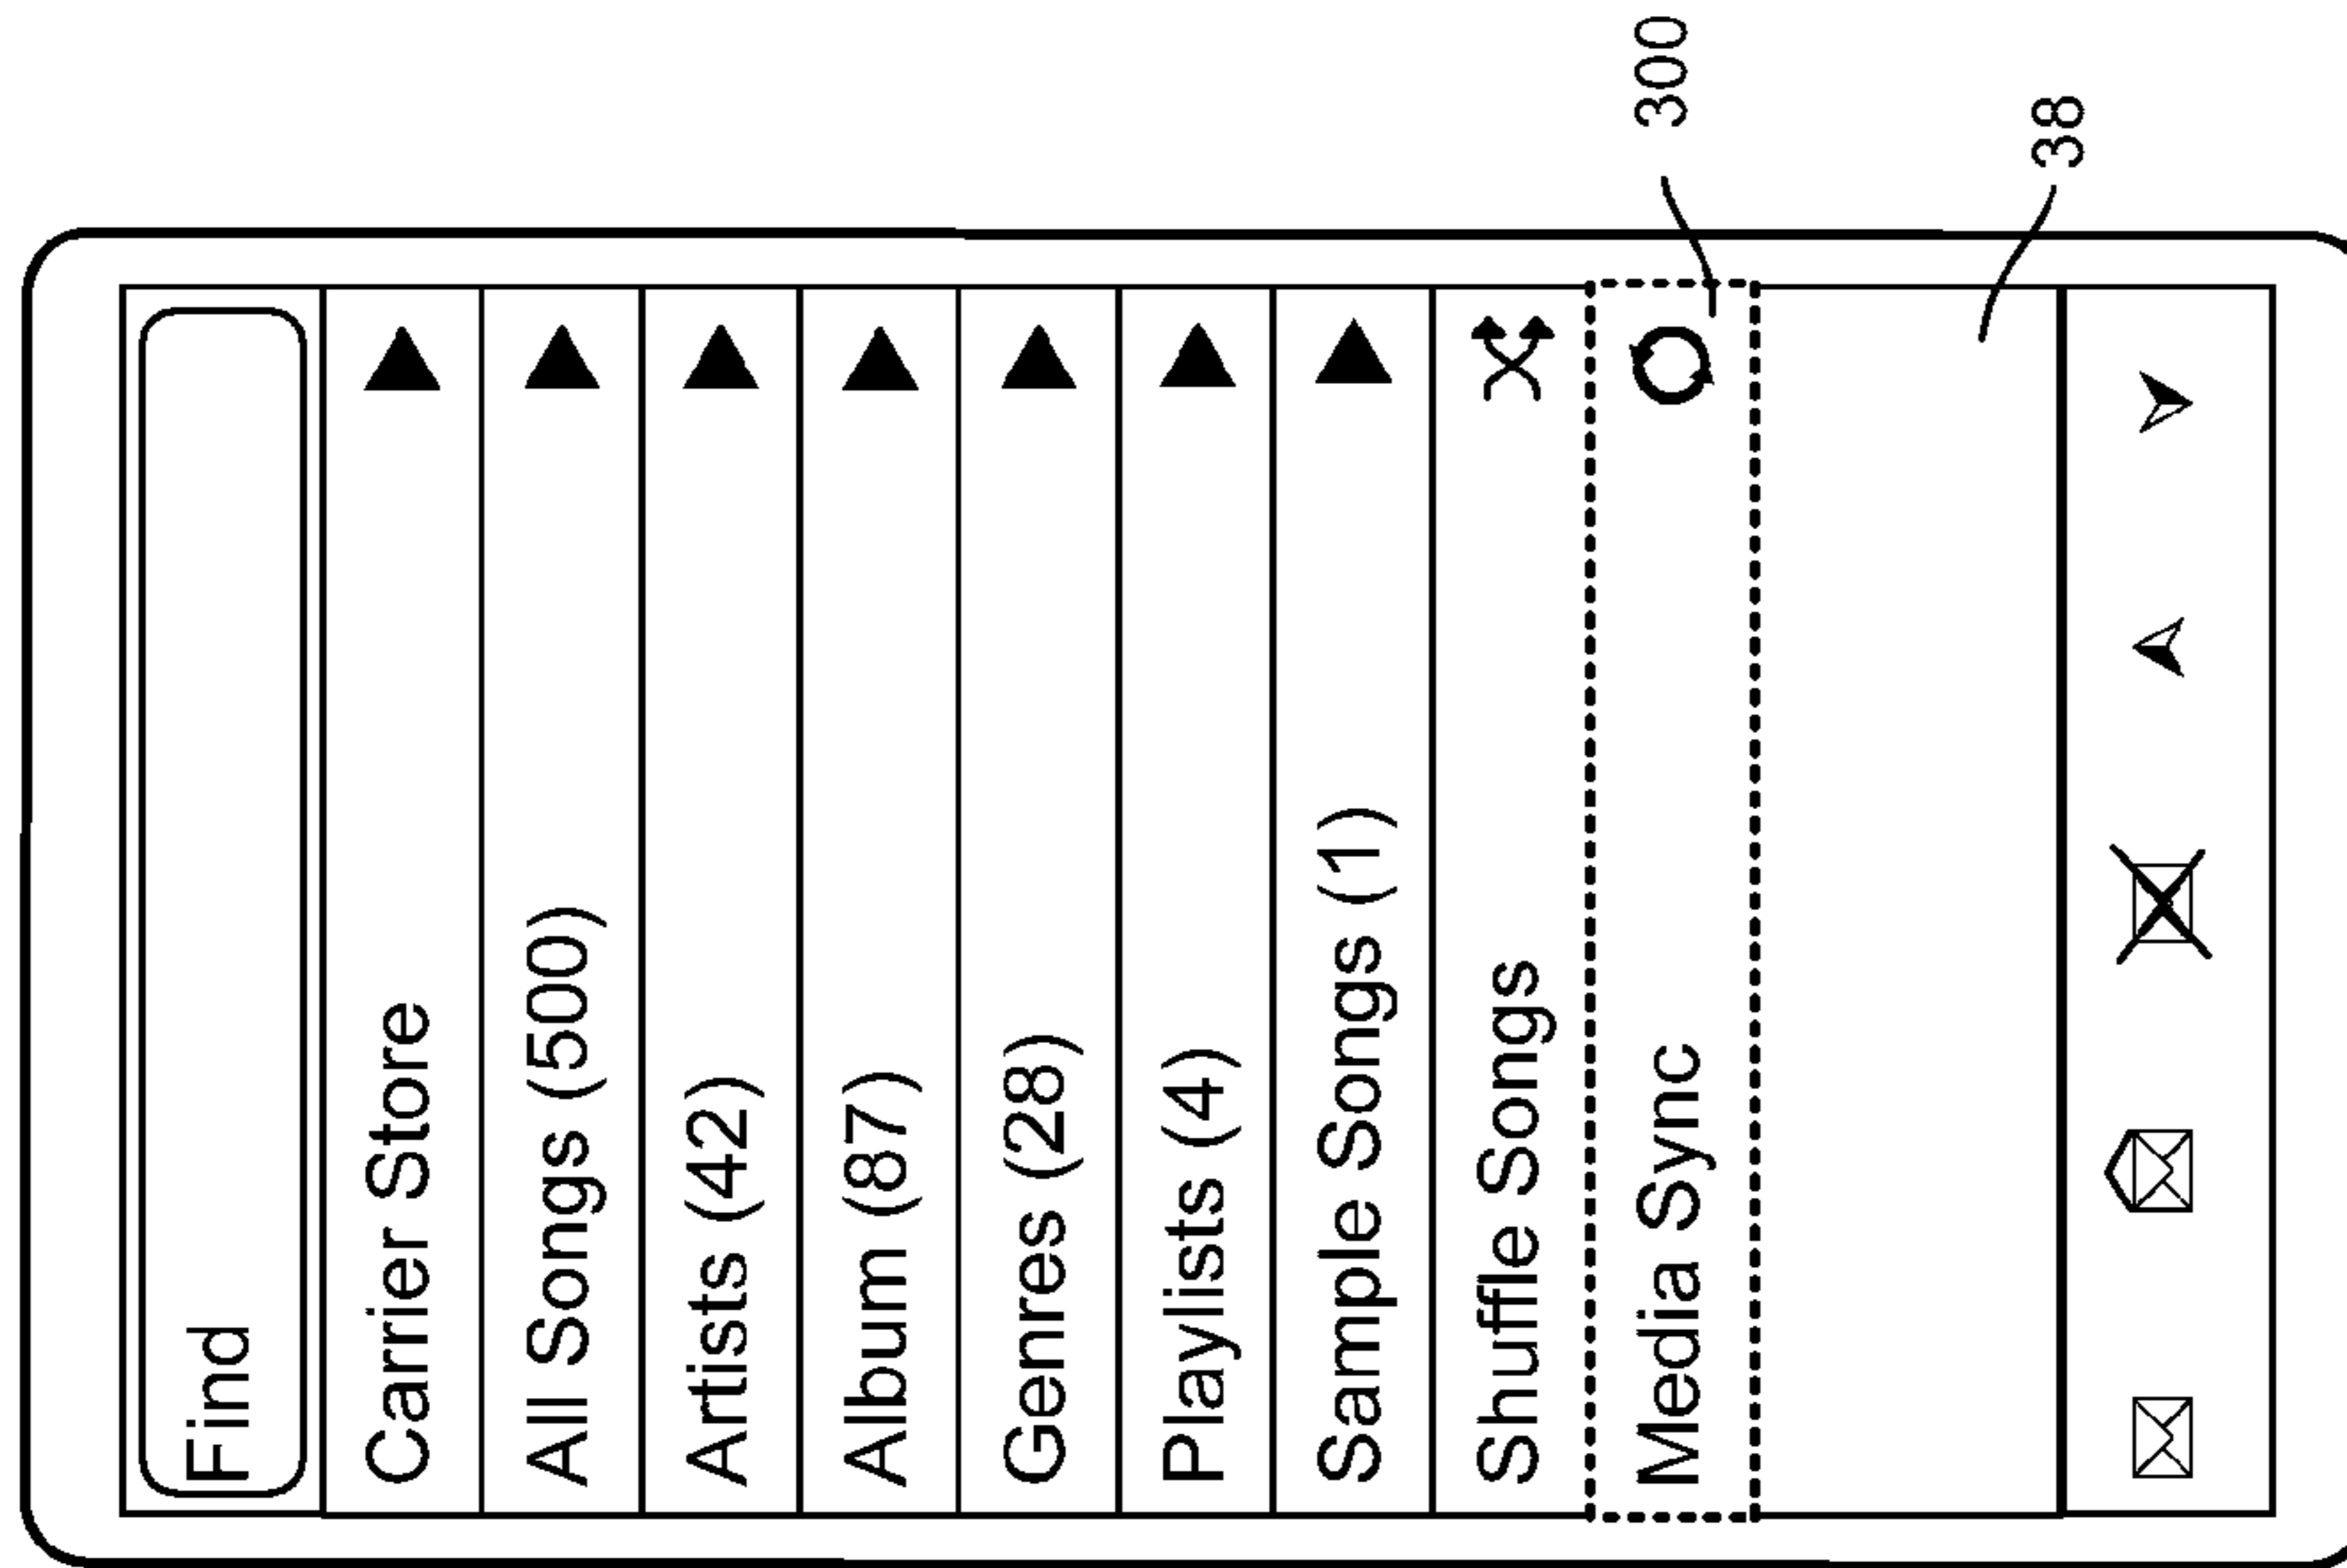 Find
Carrier Store
All Songs (500)
Artists (42)
Album (87)
Genres (28)
Playlists (4)
Sample Songs (1)
Shuffle Songs
Media Sync
300
38